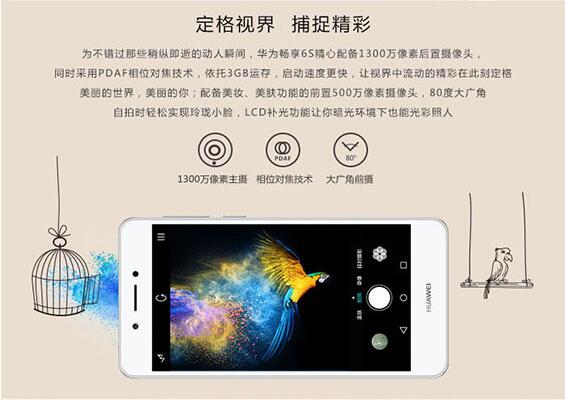 定格视界 捕捉精彩
为不错过那些稍纵即逝的动人瞬间，华为畅享6S精心配备1300万像素后置摄像头，
同时采用PDAF相位对焦技术，依托3GB运存，启动速度更快，让视界中流动的精彩在此刻定格
美丽的世界，美丽的你；配备美妆、美肤功能的前置500万像素摄像头，80度大广角
自拍时轻松实现玲珑小脸，LCD补光功能让你暗光环境下也能光彩照人
PDAF
80°
1300万像素主摄 相位对焦技术 大广角前摄
HUAWEI